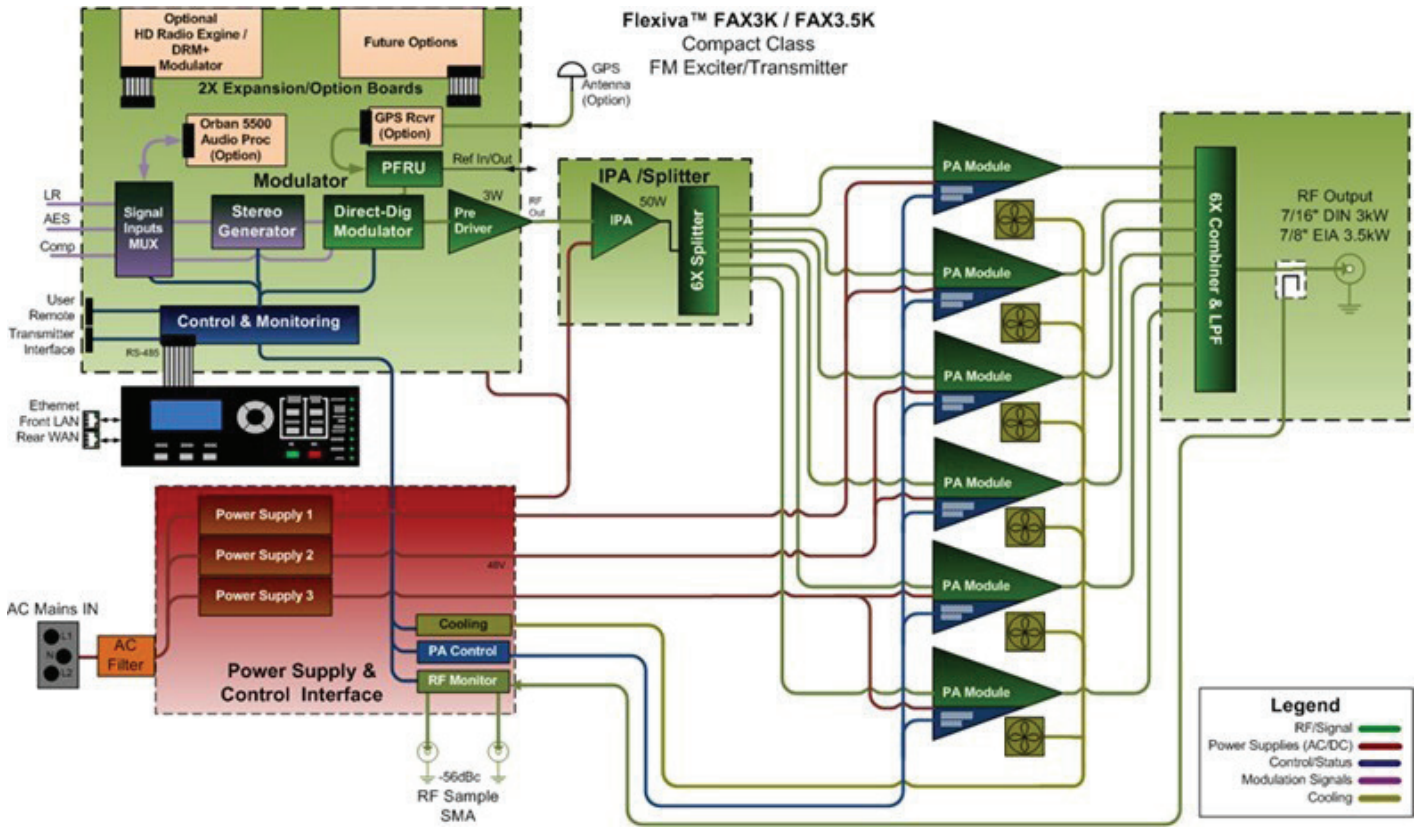 Flexiva™ FAX3K / FAX3.5K
Compact Class
FM Exciter/Transmitter
Optional
HD Radio Exgine /
DRM+
Modulator
Future Options
2X Expansion/Option Boards
Orban 5500
Audio Proc
(Option)
GPS Rcvr
(Option)
GPS
Antenna
(Option)
PFRU
Ref In/Out
Modulator
LR
AES
Comp
Signal
Inputs
MUX
Stereo
Generator
Direct-Dig
Modulator
3W
Pre
Driver
RF
Out
User
Remote
Transmitter
Interface
Control & Monitoring
RS-485
Ethernet
Front LAN
Rear WAN
IPA /Splitter
50W
IPA
6X Splitter
PA Module
PA Module
PA Module
PA Module
PA Module
PA Module
6X Combiner & LPF
RF Output
7/16" DIN 3kW
7/8" EIA 3.5kW
Power Supply 1
Power Supply 2
Power Supply 3
48V
AC Mains IN
L1
N
L2
AC
Filter
Cooling
PA Control
RF Monitor
Power Supply &
Control Interface
-56dBc
RF Sample
SMA
Legend
RF/Signal
Power Supplies (AC/DC)
Control/Status
Modulation Signals
Cooling